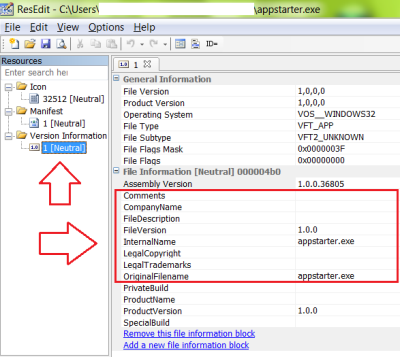 ResEdit - C:\Users\ \appstarter.exe
File Edit View Options Help
ID=
Resources
Enter search here
Icon
32512 [Neutral]
Manifest
1 [Neutral]
Version Information
1.0 1 [Neutral]
1.0 1
General Information
File Version 1,0,0,0
Product Version 1,0,0,0
Operating System VOS__WINDOWS32
File Type VFT_APP
File Subtype VFT2_UNKNOWN
File Flags Mask 0x0000003F
File Flags 0x00000000
File Information [Neutral] 000004b0
Assembly Version 1.0.0.36805
Comments
CompanyName
FileDescription
FileVersion 1.0.0
InternalName appstarter.exe
LegalCopyright
LegalTrademarks
OriginalFilename appstarter.exe
PrivateBuild
ProductName
ProductVersion 1.0.0
SpecialBuild
Remove this file information block
Add a new file information block